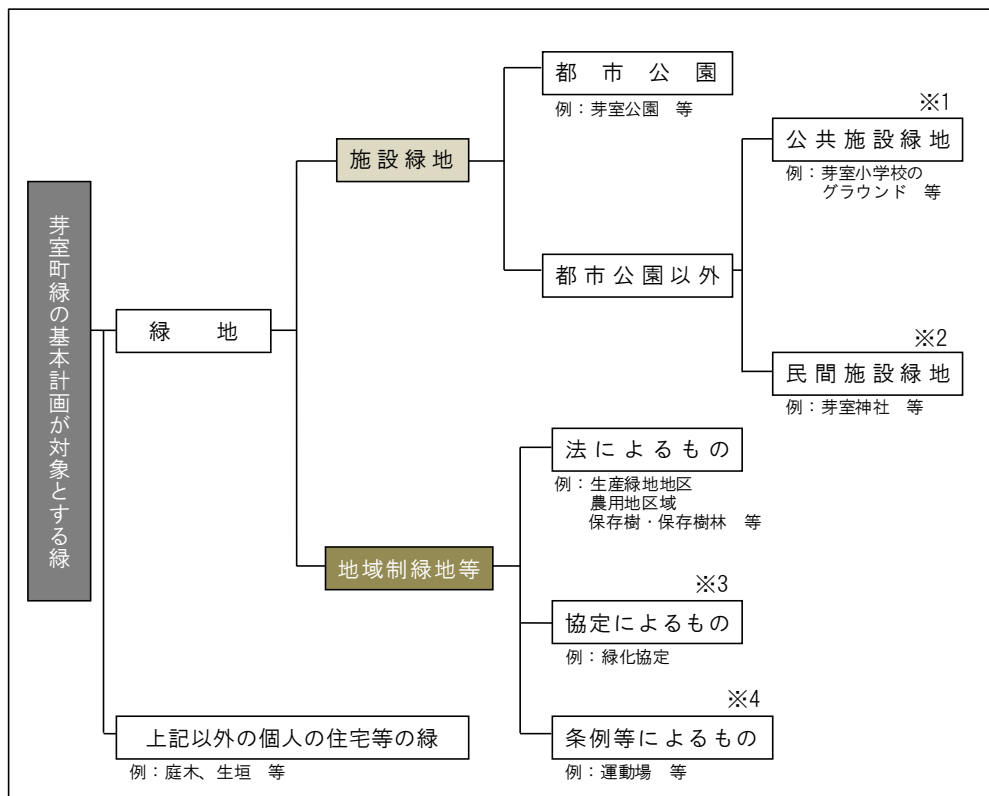 芽室町緑の基本計画が対象とする緑
緑　地
施設緑地
都　市　公　園
例：芽室公園　等
都市公園以外
※1
公共施設緑地
例：芽室小学校の
グラウンド　等
※2
民間施設緑地
例：芽室神社　等
地域制緑地等
法によるもの
例：生産緑地地区
農用地区域
保存樹・保存樹林　等
※3
協定によるもの
例：緑化協定
※4
条例等によるもの
例：運動場　等
上記以外の個人の住宅等の緑
例：庭木、生垣　等